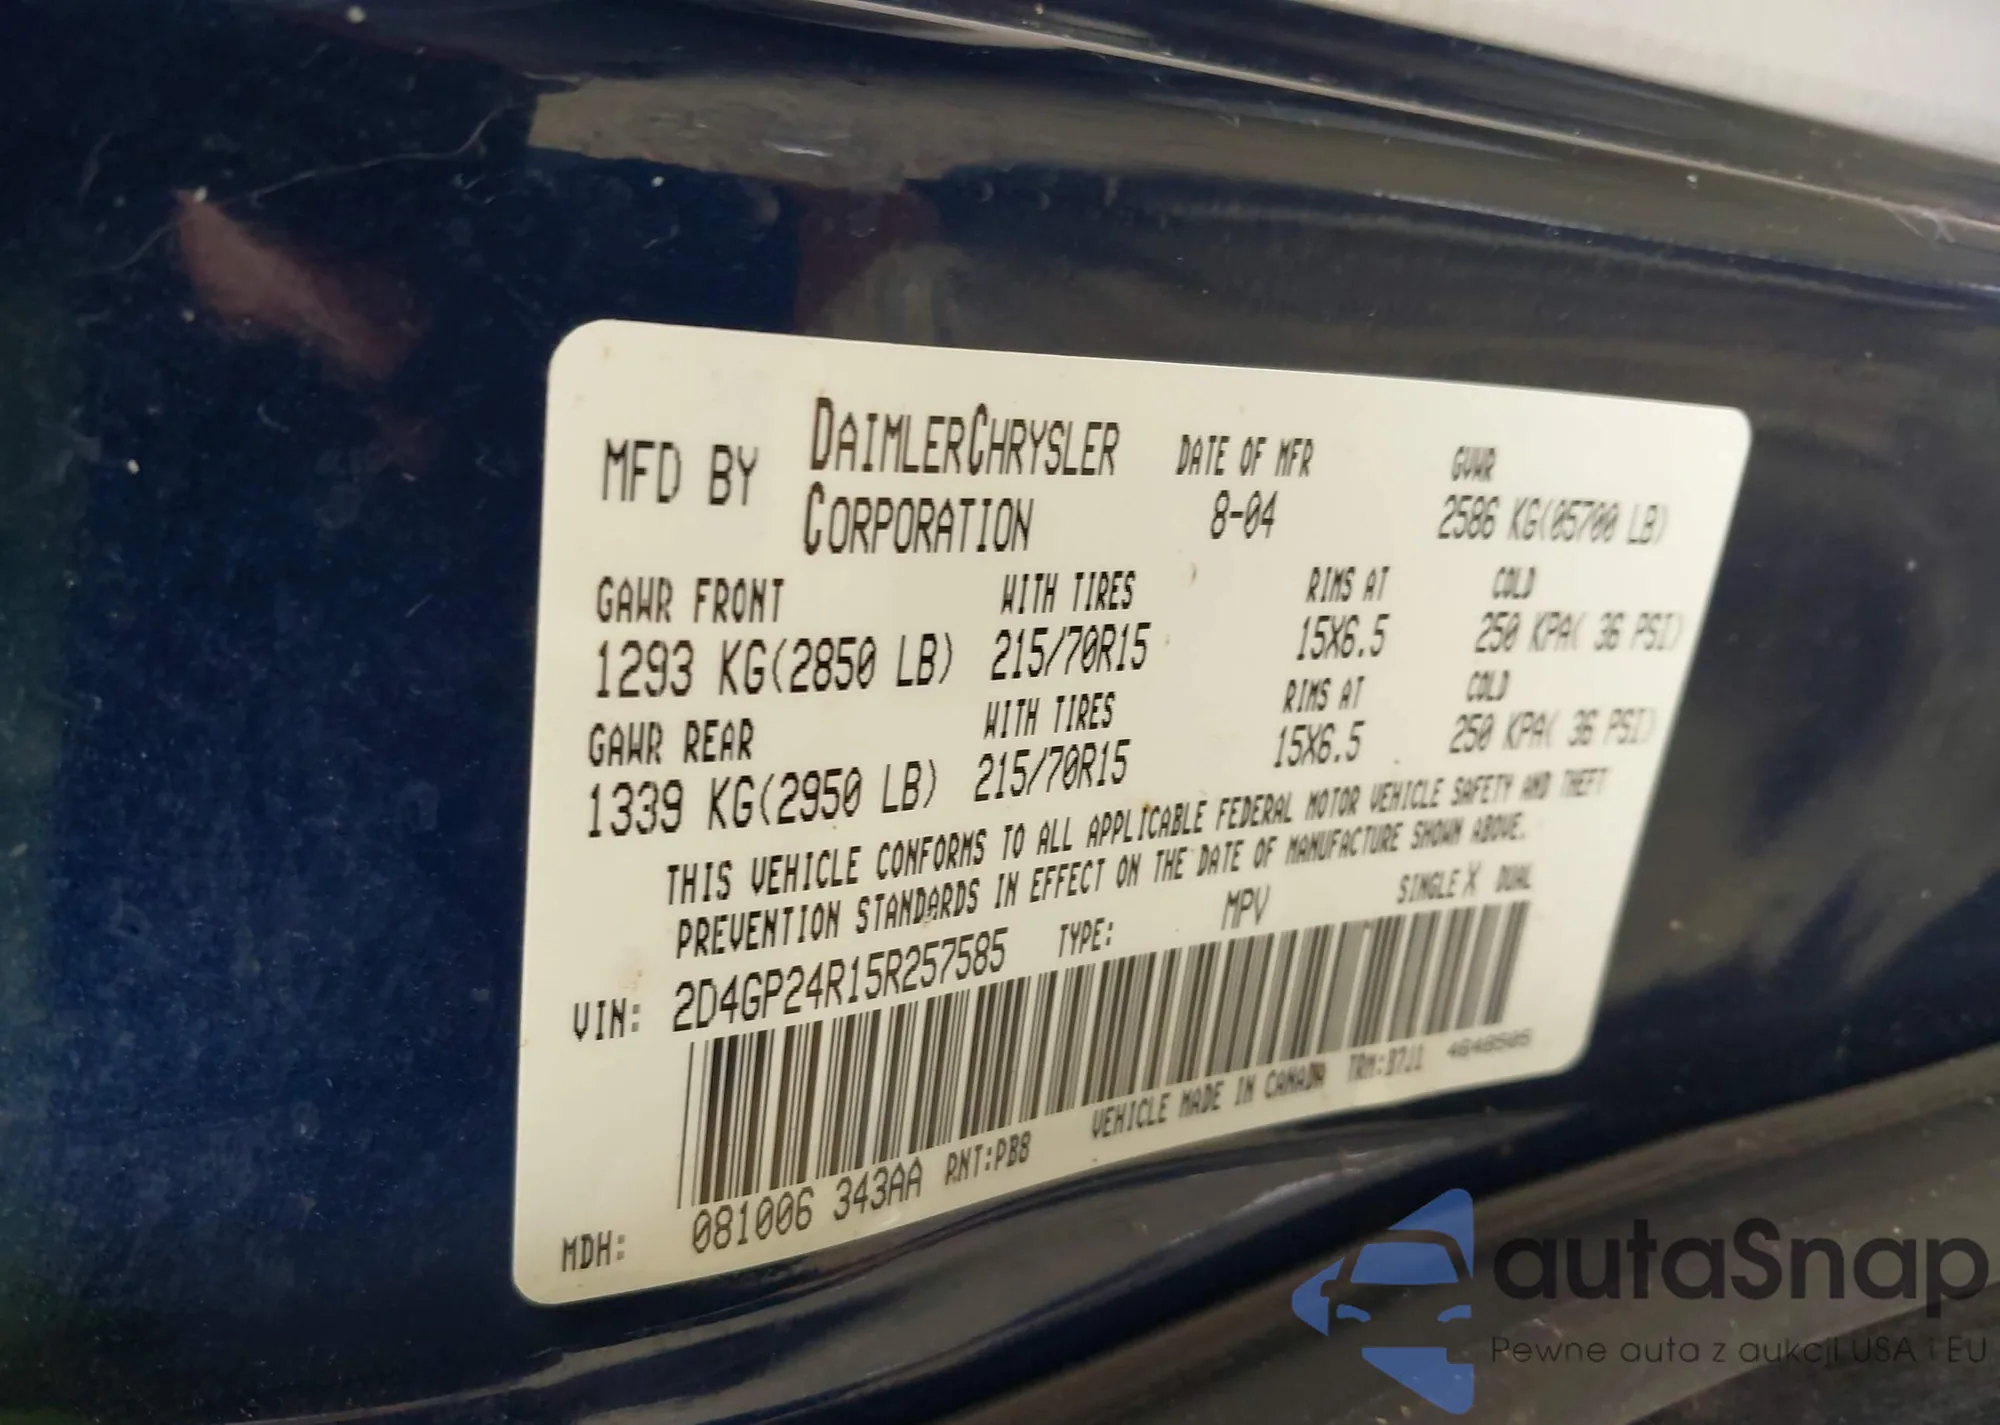 MFD BY DAIMLERCHRYSLER CORPORATION DATE OF MFR 8-04 GVWR 2586 KG(05700 LB)
GAWR FRONT WITH TIRES RIMS AT COLD
1293 KG(2850 LB) 215/70R15 15X6.5 250 KPA( 36 PSI)
GAWR REAR WITH TIRES RIMS AT COLD
1339 KG(2950 LB) 215/70R15 15X6.5 250 KPA( 36 PSI)
THIS VEHICLE CONFORMS TO ALL APPLICABLE FEDERAL MOTOR VEHICLE SAFETY AND THEFT
PREVENTION STANDARDS IN EFFECT ON THE DATE OF MANUFACTURE SHOWN ABOVE.
VIN: 2D4GP24R15R257585 TYPE: MPV SINGLE X DUAL
MDH: 081006 343AA RNT:PB8 VEHICLE MADE IN CANADA TRM:B7J1
autaSnap
Pewne auta z aukcji USA i EU